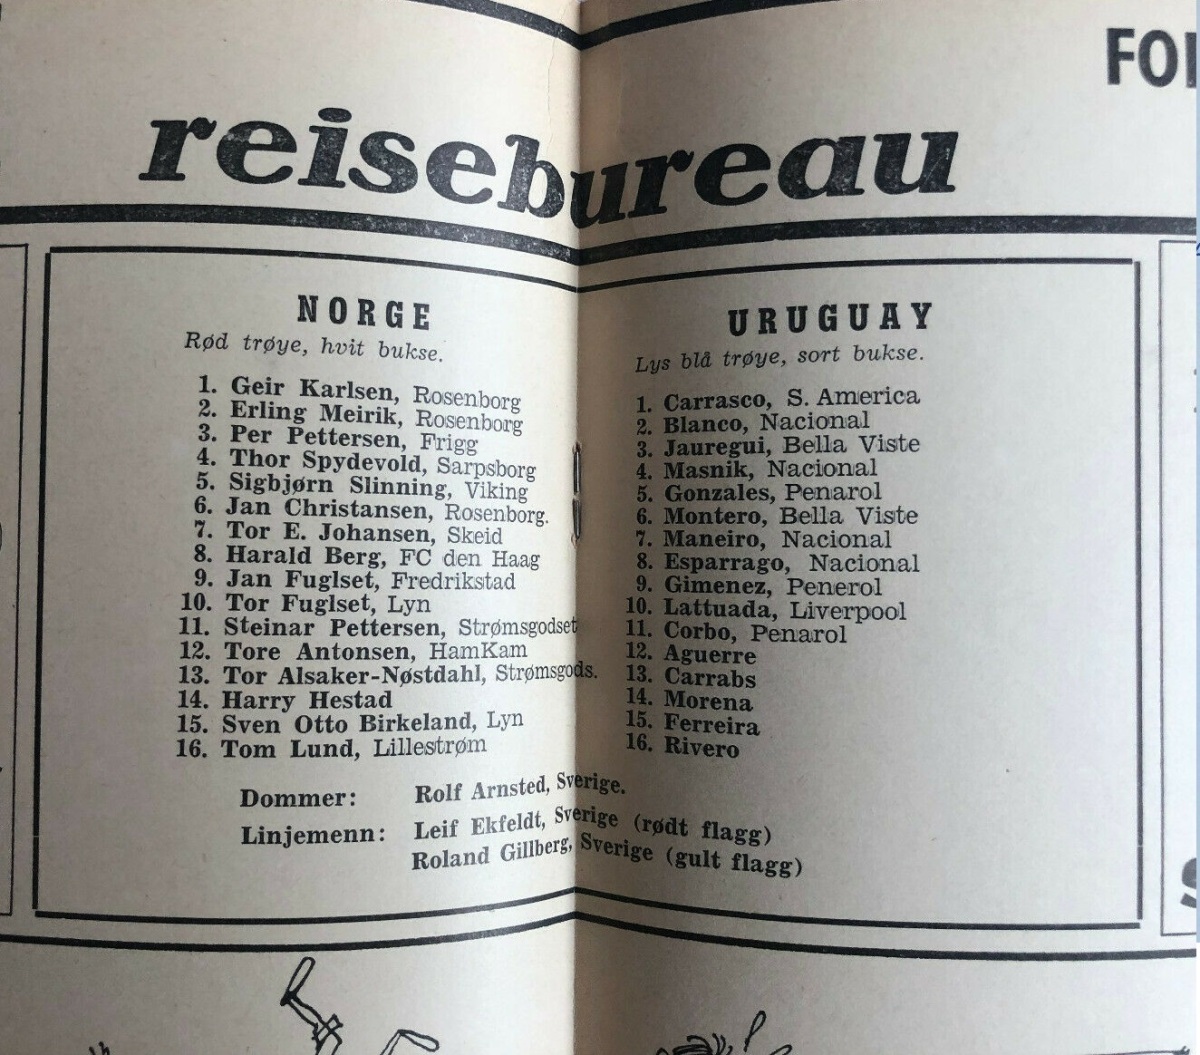 FO
reisebureau
NORGE
Rød trøye, hvit bukse.
1. Geir Karlsen, Rosenborg
2. Erling Meirik, Rosenborg
3. Per Pettersen, Frigg
4. Thor Spydevold, Sarpsborg
5. Sigbjørn Slinning, Viking
6. Jan Christansen, Rosenborg.
7. Tor E. Johansen, Skeid
8. Harald Berg, FC den Haag
9. Jan Fuglset, Fredrikstad
10. Tor Fuglset, Lyn
11. Steinar Pettersen, Strømsgodset
12. Tore Antonsen, HamKam
13. Tor Alsaker-Nøstdahl, Strømsgods.
14. Harry Hestad
15. Sven Otto Birkeland, Lyn
16. Tom Lund, Lillestrøm
URUGUAY
Lys blå trøye, sort bukse.
1. Carrasco, S. America
2. Blanco, Nacional
3. Jauregui, Bella Viste
4. Masnik, Nacional
5. Gonzales, Penarol
6. Montero, Bella Viste
7. Maneiro, Nacional
8. Esparrago, Nacional
9. Gimenez, Penerol
10. Lattuada, Liverpool
11. Corbo, Penarol
12. Aguerre
13. Carrabs
14. Morena
15. Ferreira
16. Rivero
Dommer: Rolf Arnsted, Sverige.
Linjemenn: Leif Ekfeldt, Sverige (rødt flagg)
Roland Gillberg, Sverige (gult flagg)